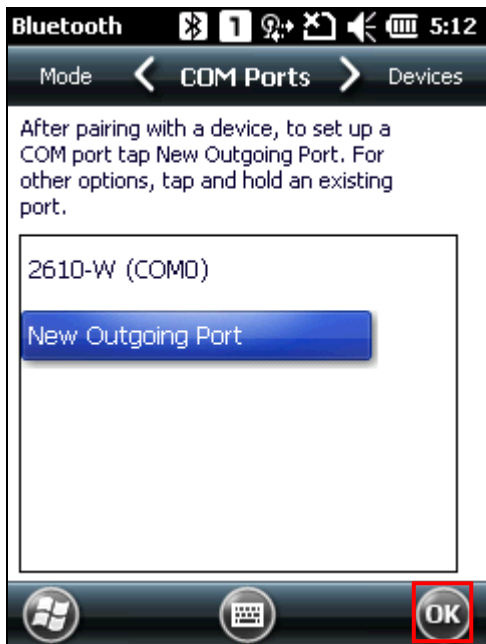 Bluetooth 1 5:12
Mode COM Ports Devices
After pairing with a device, to set up a
COM port tap New Outgoing Port. For
other options, tap and hold an existing
port.
2610-W (COM0)
New Outgoing Port
OK